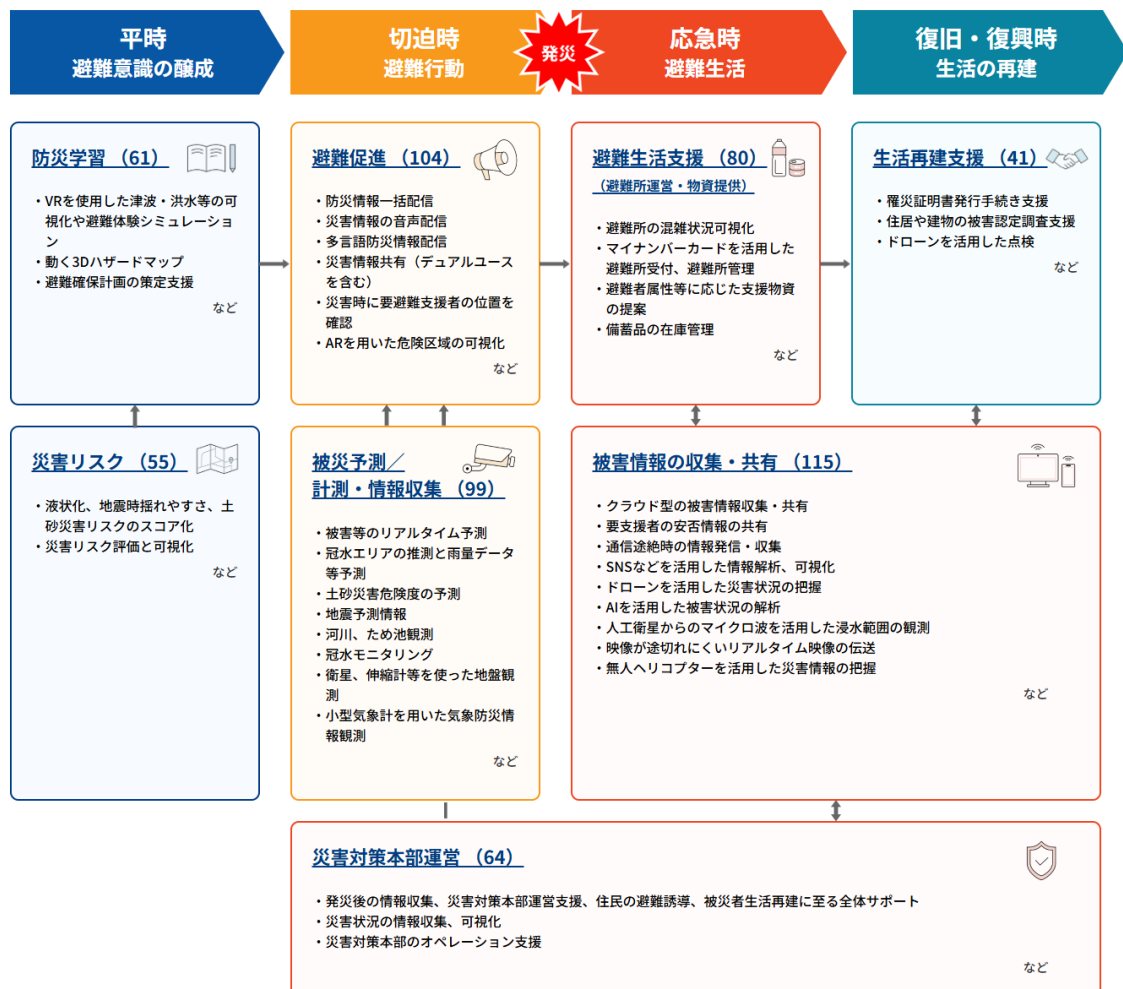 平時
避難意識の醸成
切迫時
避難行動
発災
応急時
避難生活
復旧・復興時
生活の再建
防災学習 （61）
・VRを使用した津波・洪水等の可
視化や避難体験シミュレーショ
ン
・動く3Dハザードマップ
・避難確保計画の策定支援
など
避難促進 （104）
・防災情報一括配信
・災害情報の音声配信
・多言語防災情報配信
・災害情報共有（デュアルユース
を含む）
・災害時に要避難支援者の位置を
確認
・ARを用いた危険区域の可視化
など
避難生活支援 （80）
（避難所運営・物資提供）
・避難所の混雑状況可視化
・マイナンバーカードを活用した
避難所受付、避難所管理
・避難者属性等に応じた支援物資
の提案
・備蓄品の在庫管理
など
生活再建支援 （41）
・罹災証明書発行手続き支援
・住居や建物の被害認定調査支援
・ドローンを活用した点検
など
災害リスク （55）
・液状化、地震時揺れやすさ、土
砂災害リスクのスコア化
・災害リスク評価と可視化
など
被災予測／
計測・情報収集 （99）
・被害等のリアルタイム予測
・冠水エリアの推測と雨量データ
等予測
・土砂災害危険度の予測
・地震予測情報
・河川、ため池観測
・冠水モニタリング
・衛星、伸縮計等を使った地盤観
測
・小型気象計を用いた気象防災情
報観測
など
被害情報の収集・共有 （115）
・クラウド型の被害情報収集・共有
・要支援者の安否情報の共有
・通信途絶時の情報発信・収集
・SNSなどを活用した情報解析、可視化
・ドローンを活用した災害状況の把握
・AIを活用した被害状況の解析
・人工衛星からのマイクロ波を活用した浸水範囲の観測
・映像が途切れにくいリアルタイム映像の伝送
・無人ヘリコプターを活用した災害情報の把握
など
災害対策本部運営 （64）
・発災後の情報収集、災害対策本部運営支援、住民の避難誘導、被災者生活再建に至る全体サポート
・災害状況の情報収集、可視化
・災害対策本部のオペレーション支援
など